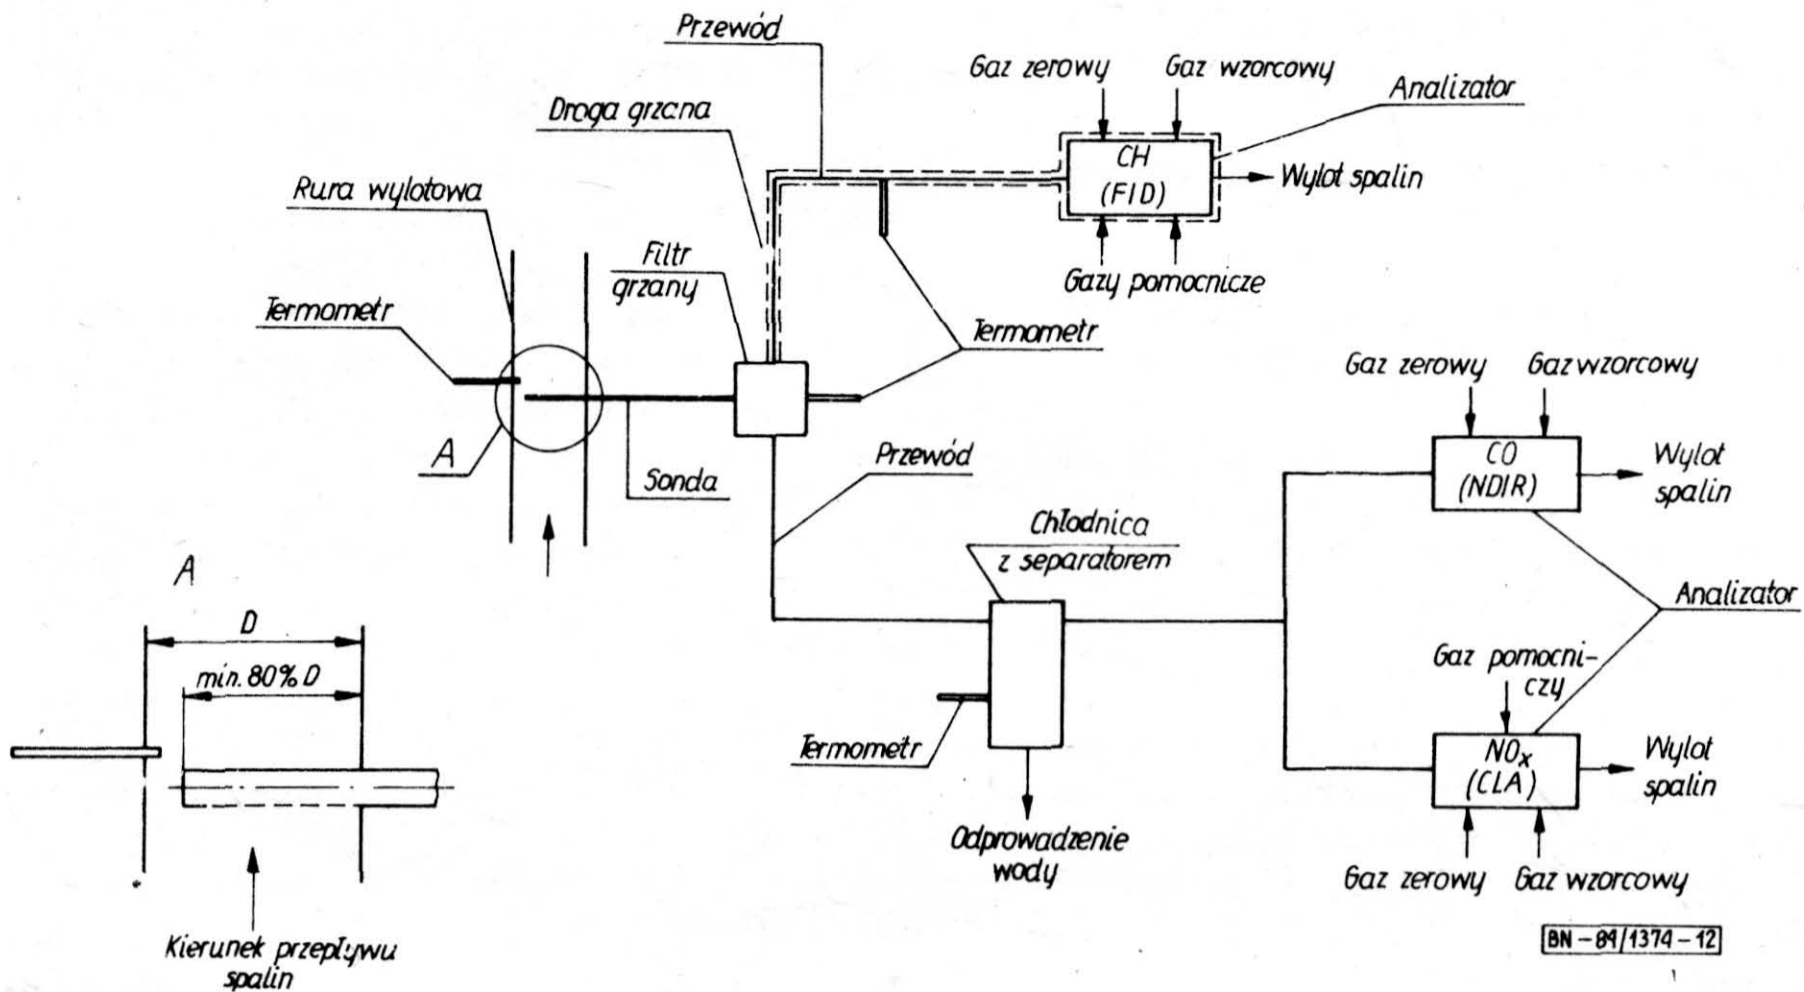 Przewód
Gaz zerowy
Gaz wzorcowy
Analizator
Droga grzana
CH
(FID)
Wylot spalin
Rura wylotowa
Filtr
grzany
Gazy pomocnicze
Termometr
Termometr
Gaz zerowy
Gaz wzorcowy
A
Sonda
Przewód
CO
(NDIR)
Wylot
spalin
Chłodnica
z separatorem
A
D
min. 80% D
Analizator
Gaz pomocni-
czy
Termometr
NOx
(CLA)
Wylot
spalin
Odprowadzenie
wody
Gaz zerowy
Gaz wzorcowy
Kierunek przepływu
spalin
BN-89/1374-12